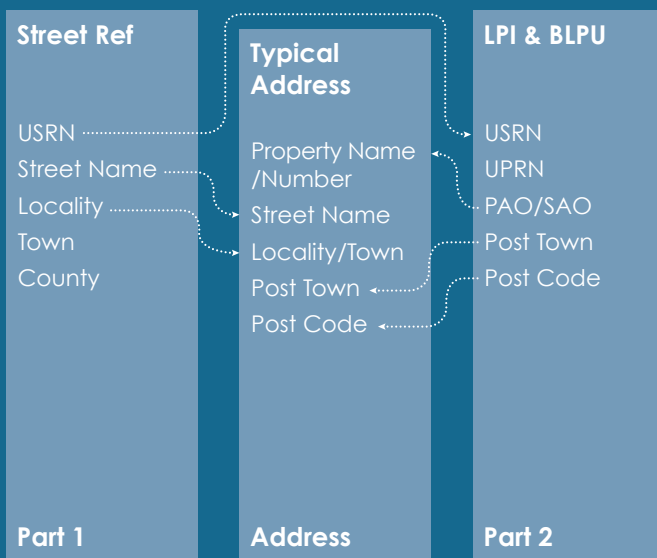 Street Ref
USRN
Street Name
Locality
Town
County
Part 1
Typical
Address
Property Name
/Number
Street Name
Locality/Town
Post Town
Post Code
Address
LPI & BLPU
USRN
UPRN
PAO/SAO
Post Town
Post Code
Part 2